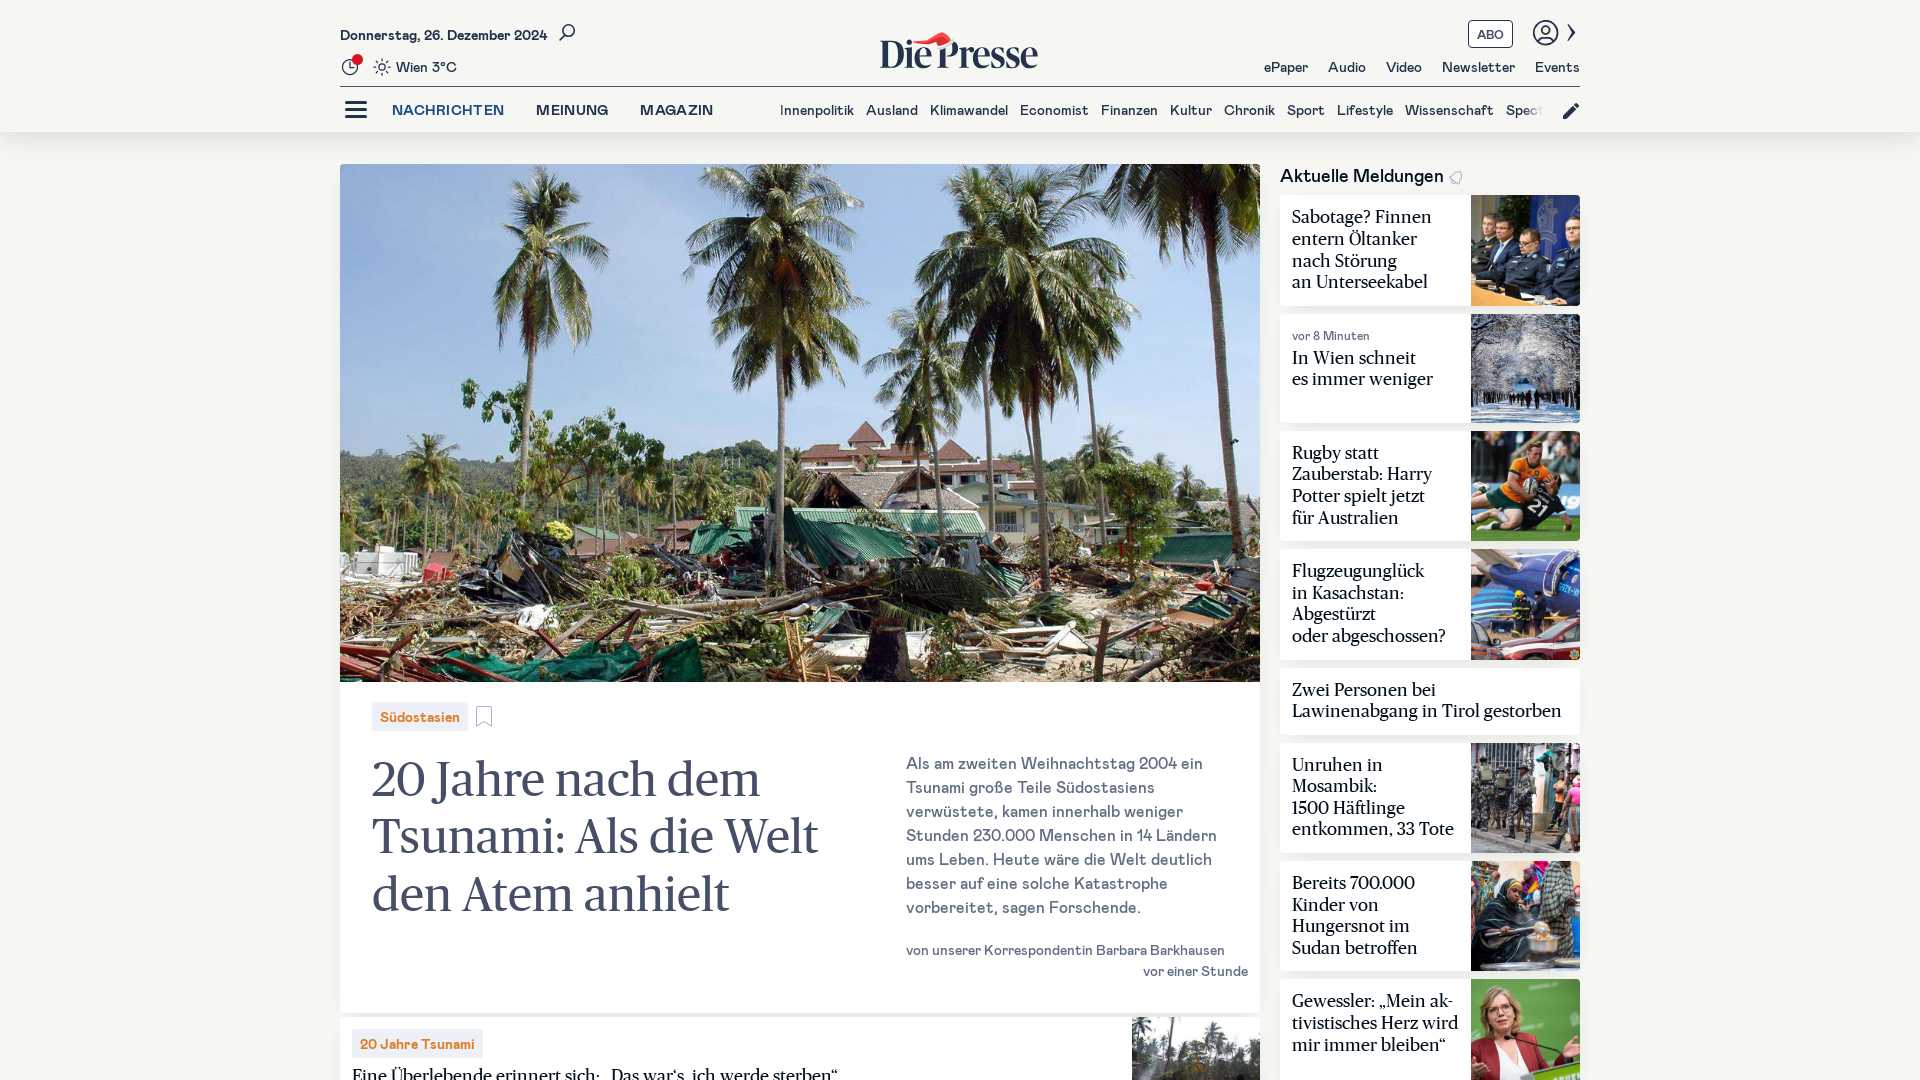 Donnerstag, 26. Dezember 2024
Wien 3°C
Die Presse
ABO
ePaper Audio Video Newsletter Events
NACHRICHTEN MEINUNG MAGAZIN
Innenpolitik Ausland Klimawandel Economist Finanzen Kultur Chronik Sport Lifestyle Wissenschaft
Südostasien
20 Jahre nach dem
Tsunami: Als die Welt
den Atem anhielt
Als am zweiten Weihnachtstag 2004 ein
Tsunami große Teile Südostasiens
verwüstete, kamen innerhalb weniger
Stunden 230.000 Menschen in 14 Ländern
ums Leben. Heute wäre die Welt deutlich
besser auf eine solche Katastrophe
vorbereitet, sagen Forschende.
von unserer Korrespondentin Barbara Barkhausen
vor einer Stunde
20 Jahre Tsunami
Eine Überlebende erinnert sich: „Das war‘s, ich werde sterben“
Aktuelle Meldungen
Sabotage? Finnen
entern Öltanker
nach Störung
an Unterseekabel
vor 8 Minuten
In Wien schneit
es immer weniger
Rugby statt
Zauberstab: Harry
Potter spielt jetzt
für Australien
21
Flugzeugunglück
in Kasachstan:
Abgestürzt
oder abgeschossen?
Zwei Personen bei
Lawinenabgang in Tirol gestorben
Unruhen in
Mosambik:
1500 Häftlinge
entkommen, 33 Tote
Bereits 700.000
Kinder von
Hungersnot im
Sudan betroffen
Gewessler: „Mein ak-
tivistisches Herz wird
mir immer bleiben“